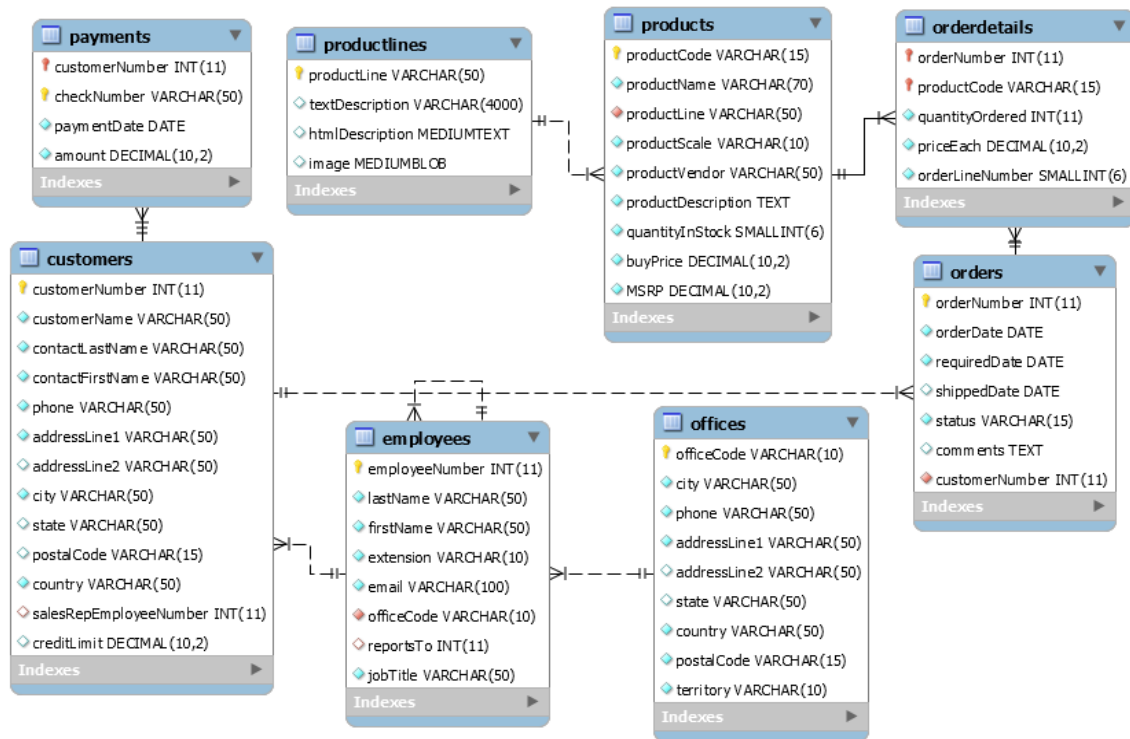 payments
customerNumber INT(11)
checkNumber VARCHAR(50)
paymentDate DATE
amount DECIMAL(10,2)
Indexes
productlines
productLine VARCHAR(50)
textDescription VARCHAR(4000)
htmlDescription MEDIUMTEXT
image MEDIUMBLOB
Indexes
products
productCode VARCHAR(15)
productName VARCHAR(70)
productLine VARCHAR(50)
productScale VARCHAR(10)
productVendor VARCHAR(50)
productDescription TEXT
quantityInStock SMALLINT(6)
buyPrice DECIMAL(10,2)
MSRP DECIMAL(10,2)
Indexes
orderdetails
orderNumber INT(11)
productCode VARCHAR(15)
quantityOrdered INT(11)
priceEach DECIMAL(10,2)
orderLineNumber SMALLINT(6)
Indexes
customers
customerNumber INT(11)
customerName VARCHAR(50)
contactLastName VARCHAR(50)
contactFirstName VARCHAR(50)
phone VARCHAR(50)
addressLine1 VARCHAR(50)
addressLine2 VARCHAR(50)
city VARCHAR(50)
state VARCHAR(50)
postalCode VARCHAR(15)
country VARCHAR(50)
salesRepEmployeeNumber INT(11)
creditLimit DECIMAL(10,2)
Indexes
employees
employeeNumber INT(11)
lastName VARCHAR(50)
firstName VARCHAR(50)
extension VARCHAR(10)
email VARCHAR(100)
officeCode VARCHAR(10)
reportsTo INT(11)
jobTitle VARCHAR(50)
Indexes
offices
officeCode VARCHAR(10)
city VARCHAR(50)
phone VARCHAR(50)
addressLine1 VARCHAR(50)
addressLine2 VARCHAR(50)
state VARCHAR(50)
country VARCHAR(50)
postalCode VARCHAR(15)
territory VARCHAR(10)
Indexes
orders
orderNumber INT(11)
orderDate DATE
requiredDate DATE
shippedDate DATE
status VARCHAR(15)
comments TEXT
customerNumber INT(11)
Indexes